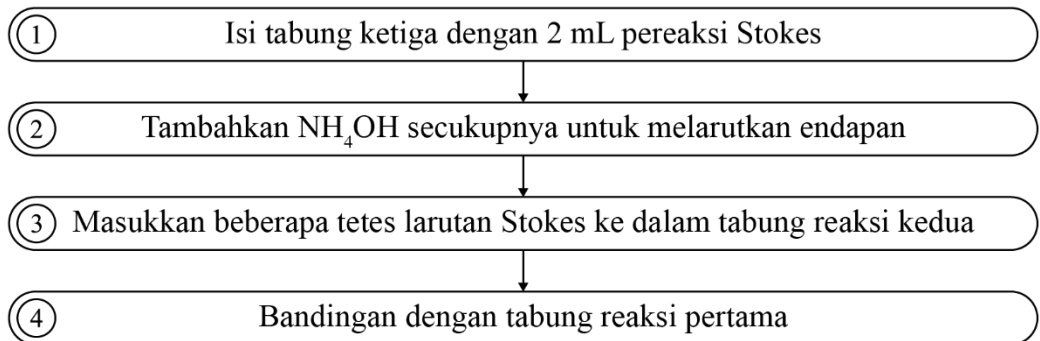 1 Isi tabung ketiga dengan 2 mL pereaksi Stokes
2 Tambahkan NH₄OH secukupnya untuk melarutkan endapan
3 Masukkan beberapa tetes larutan Stokes ke dalam tabung reaksi kedua
4 Bandingan dengan tabung reaksi pertama